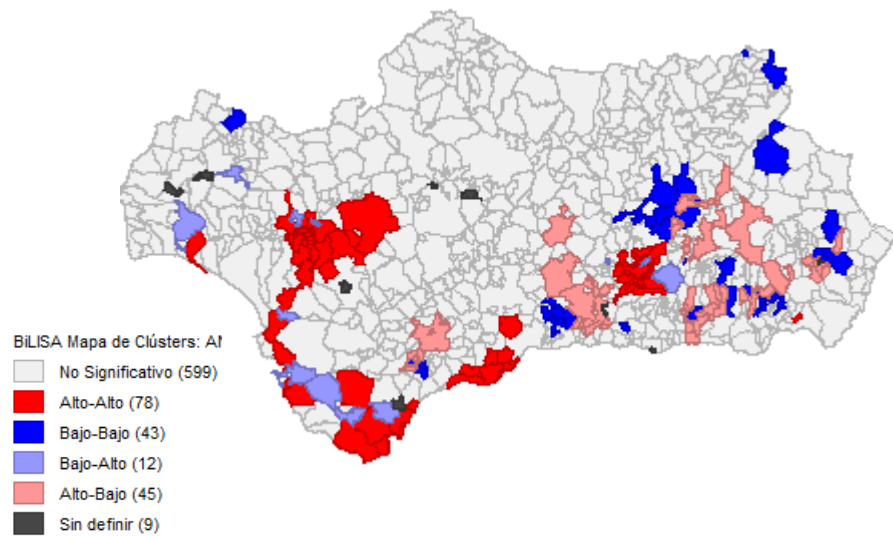 BiLISA Mapa de Clústers: AI
No Significativo (599)
Alto-Alto (78)
Bajo-Bajo (43)
Bajo-Alto (12)
Alto-Bajo (45)
Sin definir (9)